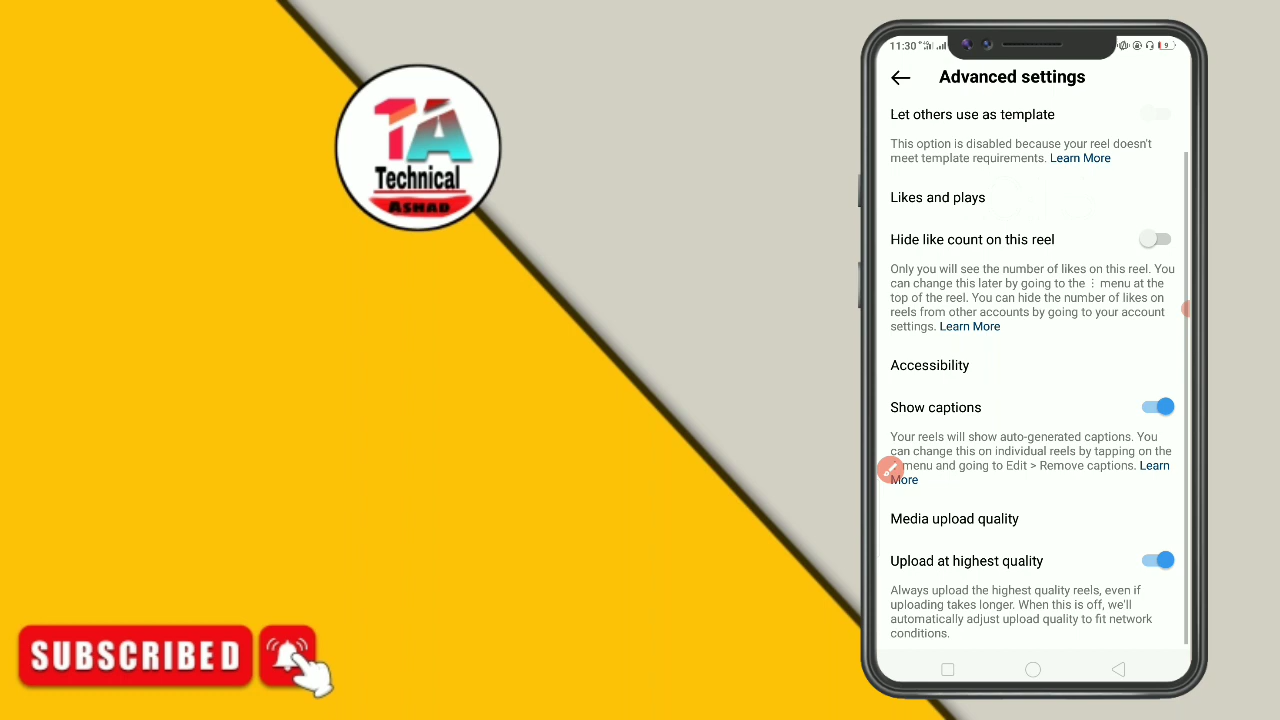 TA
Technical
ASHAD
SUBSCRIBED
11:30
9
Advanced settings
Let others use as template
This option is disabled because your reel doesn't
meet template requirements. Learn More
Likes and plays
Hide like count on this reel
Only you will see the number of likes on this reel. You
can change this later by going to the ⋮ menu at the
top of the reel. You can hide the number of likes on
reels from other accounts by going to your account
settings. Learn More
Accessibility
Show captions
Your reels will show auto-generated captions. You
can change this on individual reels by tapping on the
menu and going to Edit > Remove captions. Learn
More
Media upload quality
Upload at highest quality
Always upload the highest quality reels, even if
uploading takes longer. When this is off, we'll
automatically adjust upload quality to fit network
conditions.